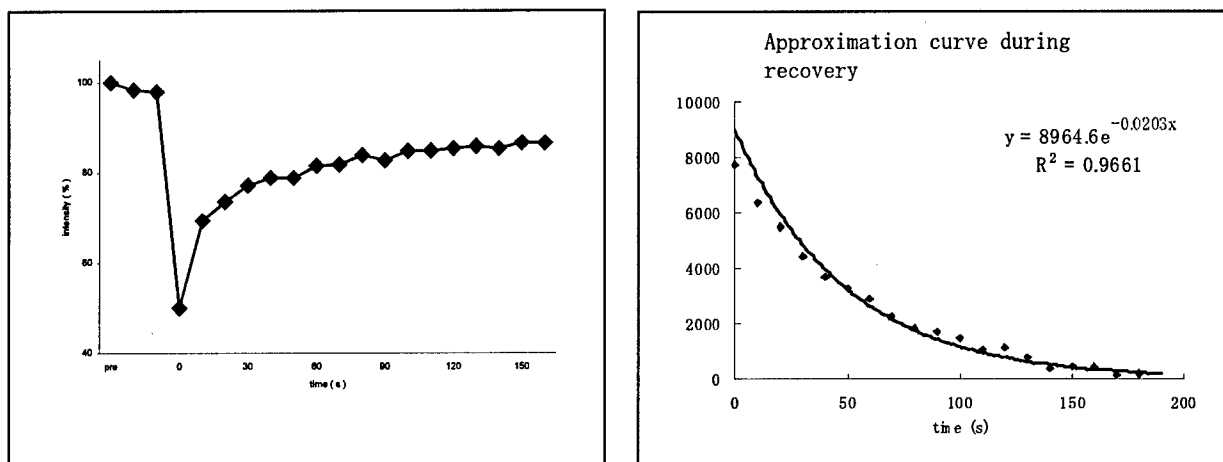 100
80
60
40
intensity ( % )
pre 0 30 60 90 120 150
time ( s )
Approximation curve during
recovery
10000
8000
6000
4000
2000
0
y = 8964.6e^-0.0203x
R² = 0.9661
0 50 100 150 200
time (s)